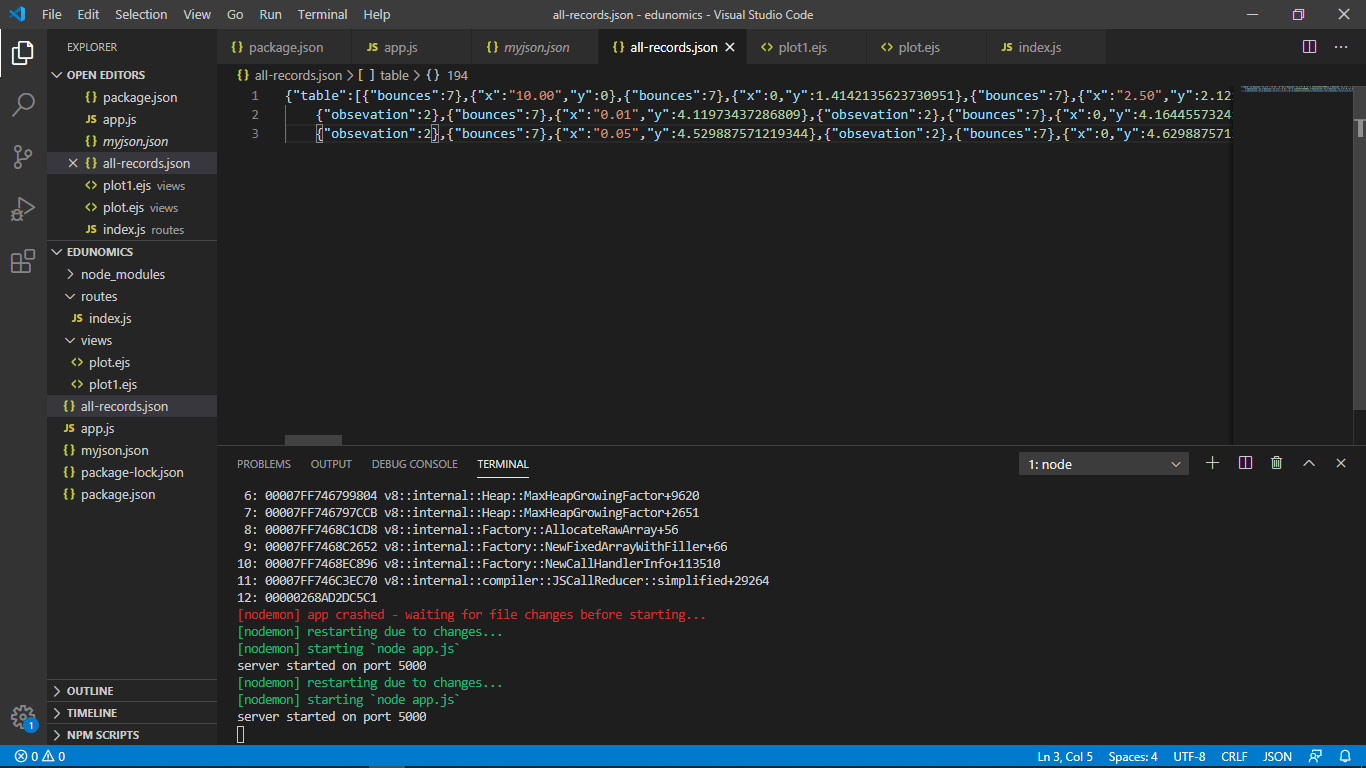 File Edit Selection View Go Run Terminal Help all-records.json - edunomics - Visual Studio Code
EXPLORER
OPEN EDITORS
package.json
app.js
myjson.json
all-records.json
plot1.ejs views
plot.ejs views
index.js routes
EDUNOMICS
node_modules
routes
index.js
views
plot.ejs
plot1.ejs
all-records.json
app.js
myjson.json
package-lock.json
package.json
OUTLINE
TIMELINE
NPM SCRIPTS
package.json app.js myjson.json all-records.json plot1.ejs plot.ejs index.js
all-records.json > [ ] table > {} 194
1 {"table":[{"bounces":7},{"x":"10.00","y":0},{"bounces":7},{"x":0,"y":1.4142135623730951},{"bounces":7},{"x":"2.50","y":2.12
2 {"obsevation":2},{"bounces":7},{"x":"0.01","y":4.11973437286809},{"obsevation":2},{"bounces":7},{"x":0,"y":4.1644557324
3 {"obsevation":2},{"bounces":7},{"x":"0.05","y":4.529887571219344},{"obsevation":2},{"bounces":7},{"x":0,"y":4.629887571
PROBLEMS OUTPUT DEBUG CONSOLE TERMINAL 1: node
6: 00007FF746799804 v8::internal::Heap::MaxHeapGrowingFactor+9620
7: 00007FF746797CCB v8::internal::Heap::MaxHeapGrowingFactor+2651
8: 00007FF7468C1CD8 v8::internal::Factory::AllocateRawArray+56
9: 00007FF7468C2652 v8::internal::Factory::NewFixedArrayWithFiller+66
10: 00007FF7468EC896 v8::internal::Factory::NewCallHandlerInfo+113510
11: 00007FF746C3EC70 v8::internal::compiler::JSCallReducer::simplified+29264
12: 00000268AD2DC5C1
[nodemon] app crashed - waiting for file changes before starting...
[nodemon] restarting due to changes...
[nodemon] starting `node app.js`
server started on port 5000
[nodemon] restarting due to changes...
[nodemon] starting `node app.js`
server started on port 5000
1
0 0 Ln 3, Col 5 Spaces: 4 UTF-8 CRLF JSON